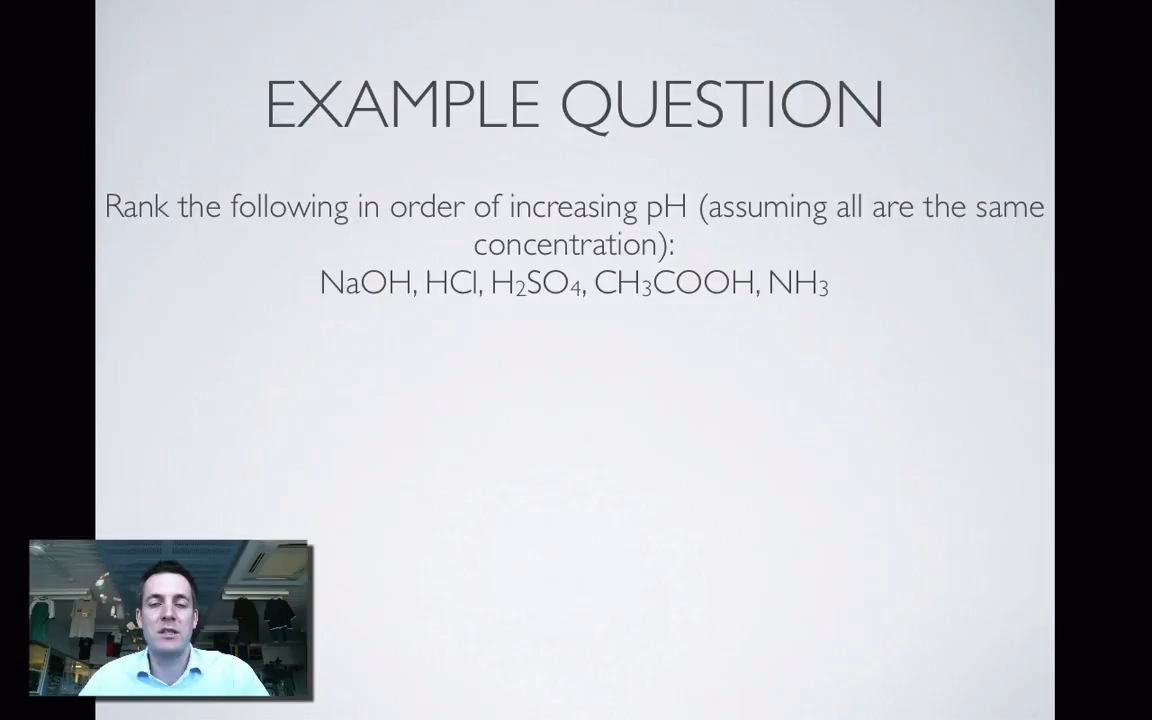 EXAMPLE QUESTION
Rank the following in order of increasing pH (assuming all are the same
concentration):
NaOH, HCl, H₂SO₄, CH₃COOH, NH₃